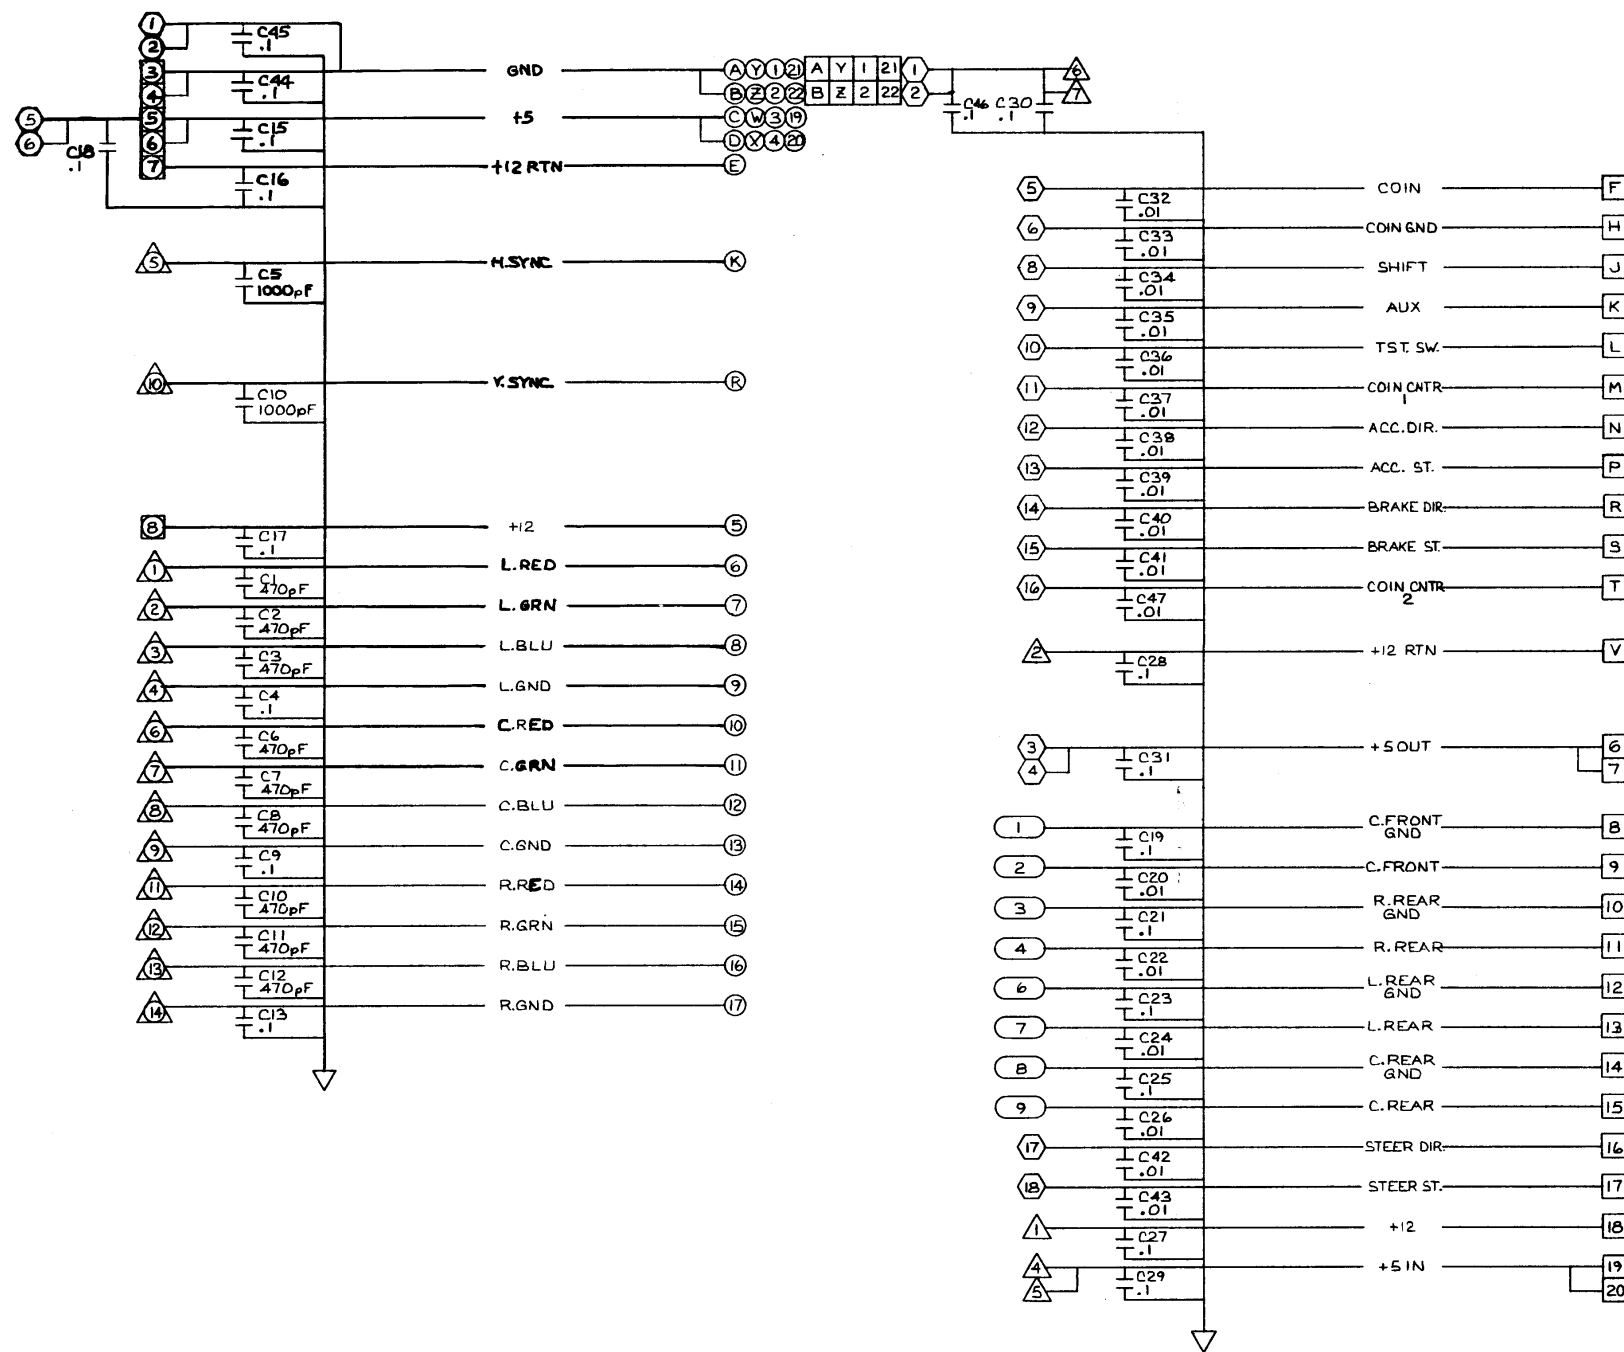 1 C45
2 .1
3 GND A Y 1 21 A Y 1 21 1 6
4 C44 .1 B Z 2 22 B Z 2 22 2 7
5 5 +5 C W 3 19 C46 .1 C30 .1
6 C18 .1 6 C15 .1 D X 4 20
7 +12 RTN E
C16 .1
5 H.SYNC K
C5
1000pF
10 V.SYNC R
C10
1000pF
8 +12 5
C17
.1
1 L.RED 6
C1
470pF
2 L.GRN 7
C2
470pF
3 L.BLU 8
C3
470pF
4 L.GND 9
C4
.1
6 C.RED 10
C6
470pF
7 C.GRN 11
C7
470pF
8 C.BLU 12
C8
470pF
9 C.GND 13
C9
.1
11 R.RED 14
C10
470pF
12 R.GRN 15
C11
470pF
13 R.BLU 16
C12
470pF
14 R.GND 17
C13
.1
5 COIN F
C32
.01
6 COIN GND H
C33
.01
8 SHIFT J
C34
.01
9 AUX K
C35
.01
10 TST. SW. L
C36
.01
11 COIN CNTR 1 M
C37
.01
12 ACC.DIR. N
C38
.01
13 ACC. ST. P
C39
.01
14 BRAKE DIR. R
C40
.01
15 BRAKE ST. S
C41
.01
16 COIN CNTR 2 T
C47
.01
2 +12 RTN V
C28
.1
3 +5 OUT 6
4 C31 7
.1
1 C.FRONT GND 8
C19
.1
2 C.FRONT 9
C20
.01
3 R.REAR GND 10
C21
.1
4 R.REAR 11
C22
.01
6 L.REAR GND 12
C23
.1
7 L.REAR 13
C24
.01
8 C.REAR GND 14
C25
.1
9 C.REAR 15
C26
.01
17 STEER DIR. 16
C42
.01
18 STEER ST. 17
C43
.01
1 +12 18
C27
.1
4 +5 IN 19
5 C29 20
.1